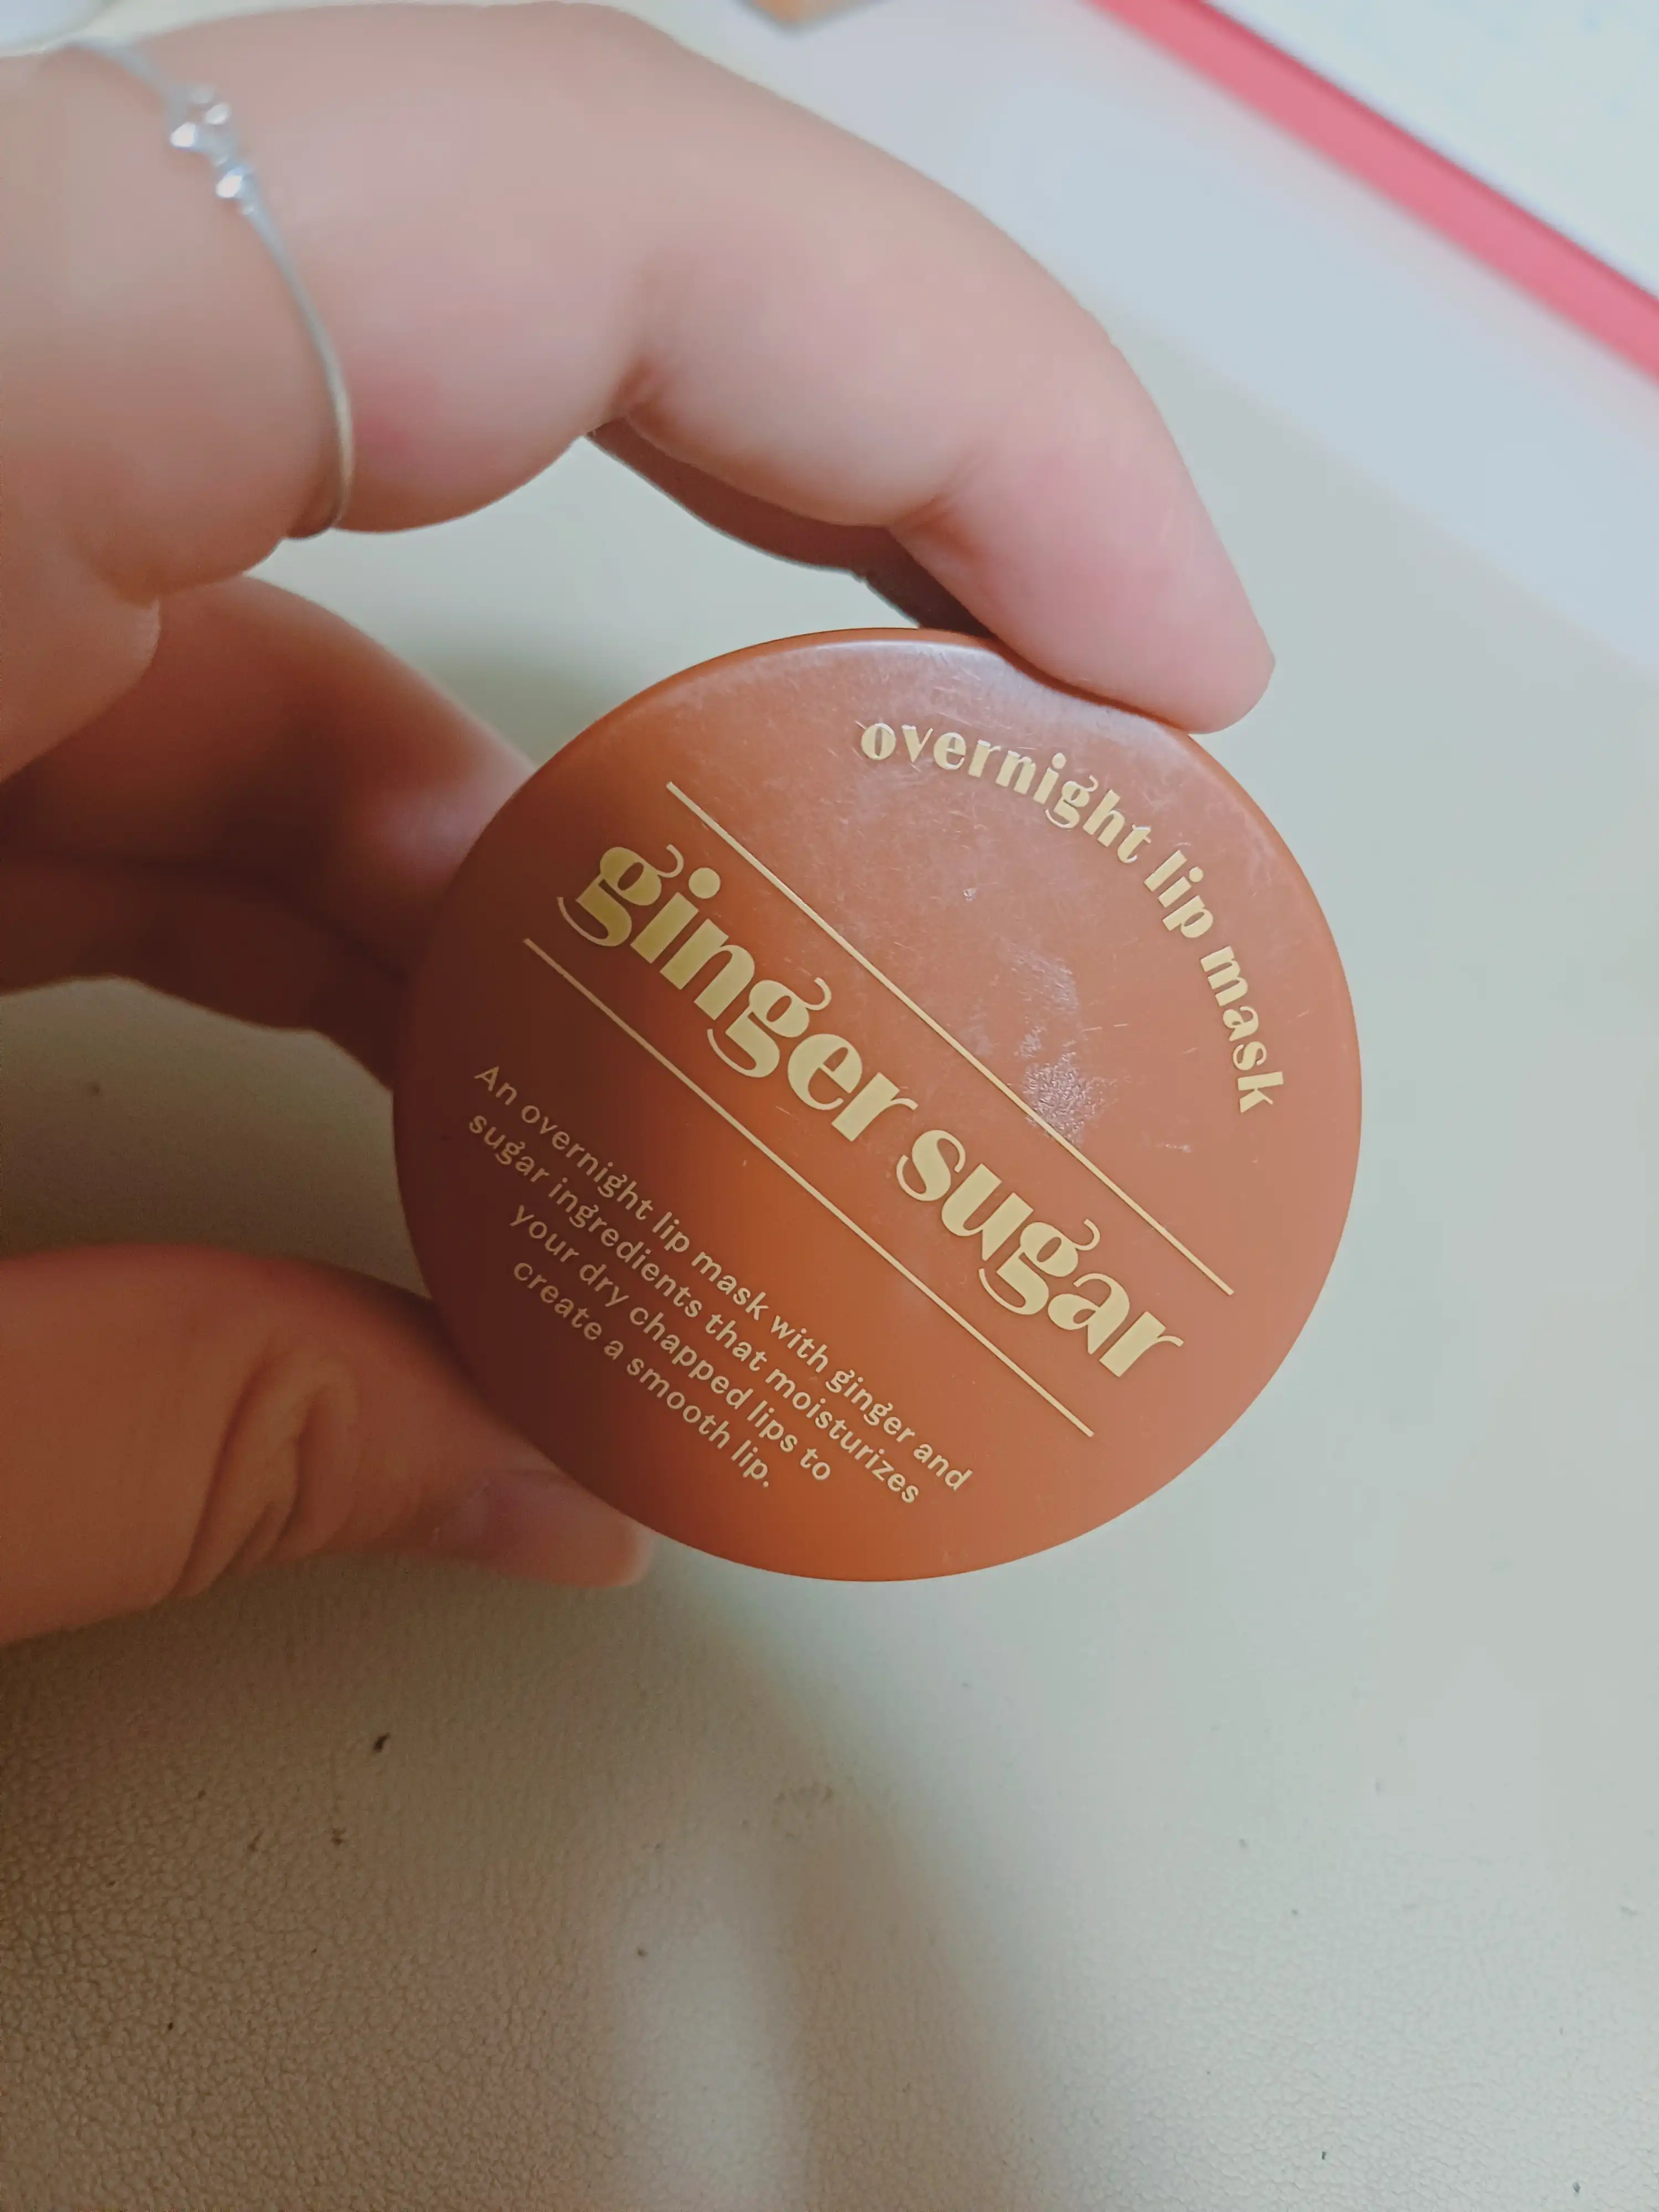 overnight lip mask
ginger sugar
An overnight lip mask with ginger and
sugar ingredients that moisturizes
your dry chapped lips to
create a smooth lip.